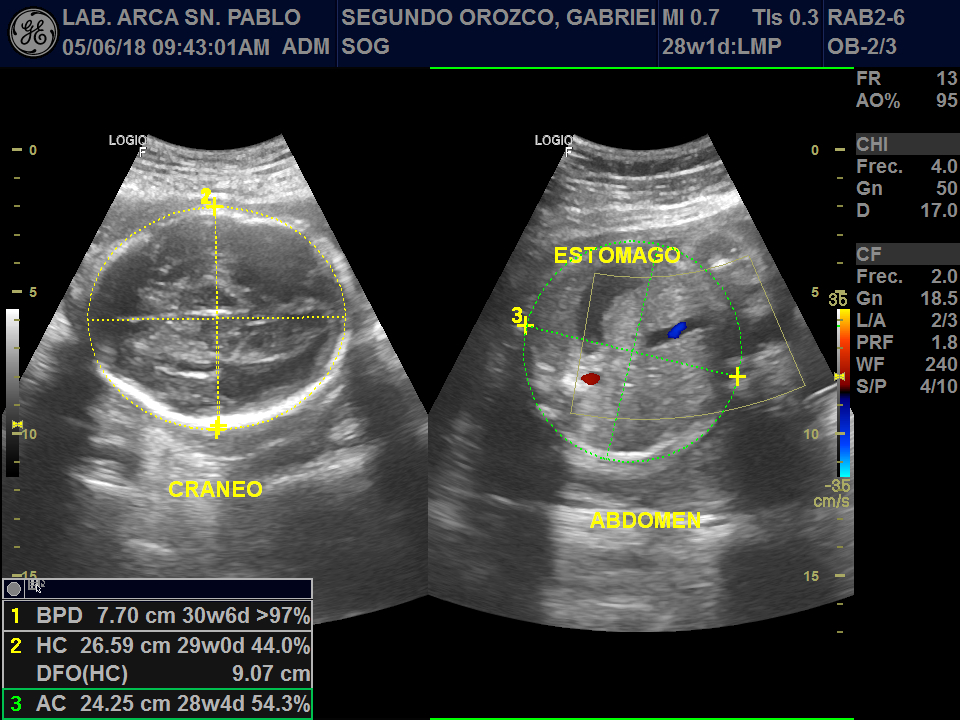 LAB. ARCA SN. PABLO
05/06/18 09:43:01AM ADM
SEGUNDO OROZCO, GABRIEL
SOG
MI 0.7 TIs 0.3
28w1d:LMP
RAB2-6
OB-2/3
FR 13
AO% 95
CHI
Frec. 4.0
Gn 50
D 17.0
CF
Frec. 2.0
Gn 18.5
L/A 2/3
PRF 1.8
WF 240
S/P 4/10
LOGIQ
F
0
5
10
15
2
CRANEO
LOGIQ
F
0
5
10
15
ESTOMAGO
3
ABDOMEN
35
-35
cm/s
1 BPD 7.70 cm 30w6d >97%
2 HC 26.59 cm 29w0d 44.0%
DFO(HC) 9.07 cm
3 AC 24.25 cm 28w4d 54.3%